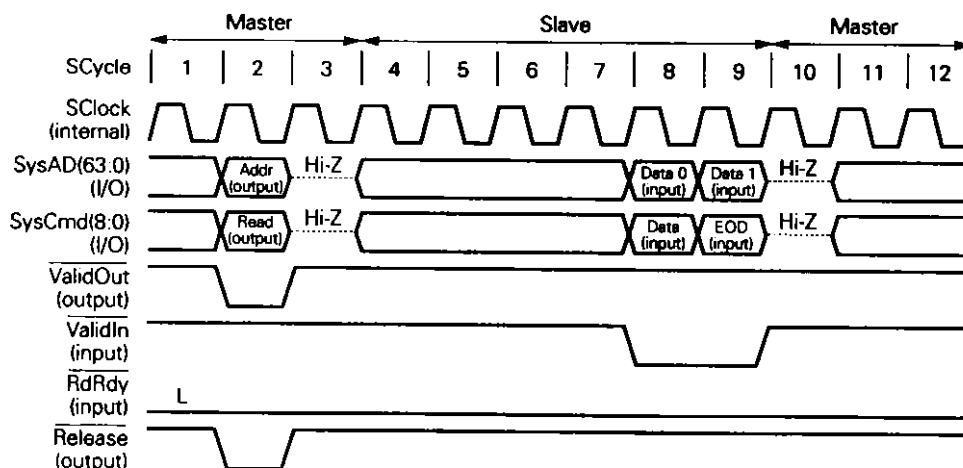 Master Slave Master
SCycle 1 2 3 4 5 6 7 8 9 10 11 12
SClock
(internal)
SysAD(63:0)
(I/O)
Addr
(output)
Hi-Z
Data 0
(input)
Data 1
(input)
Hi-Z
SysCmd(8:0)
(I/O)
Read
(output)
Hi-Z
Data
(input)
EOD
(input)
Hi-Z
ValidOut
(output)
ValidIn
(input)
RdRdy
(input)
L
Release
(output)